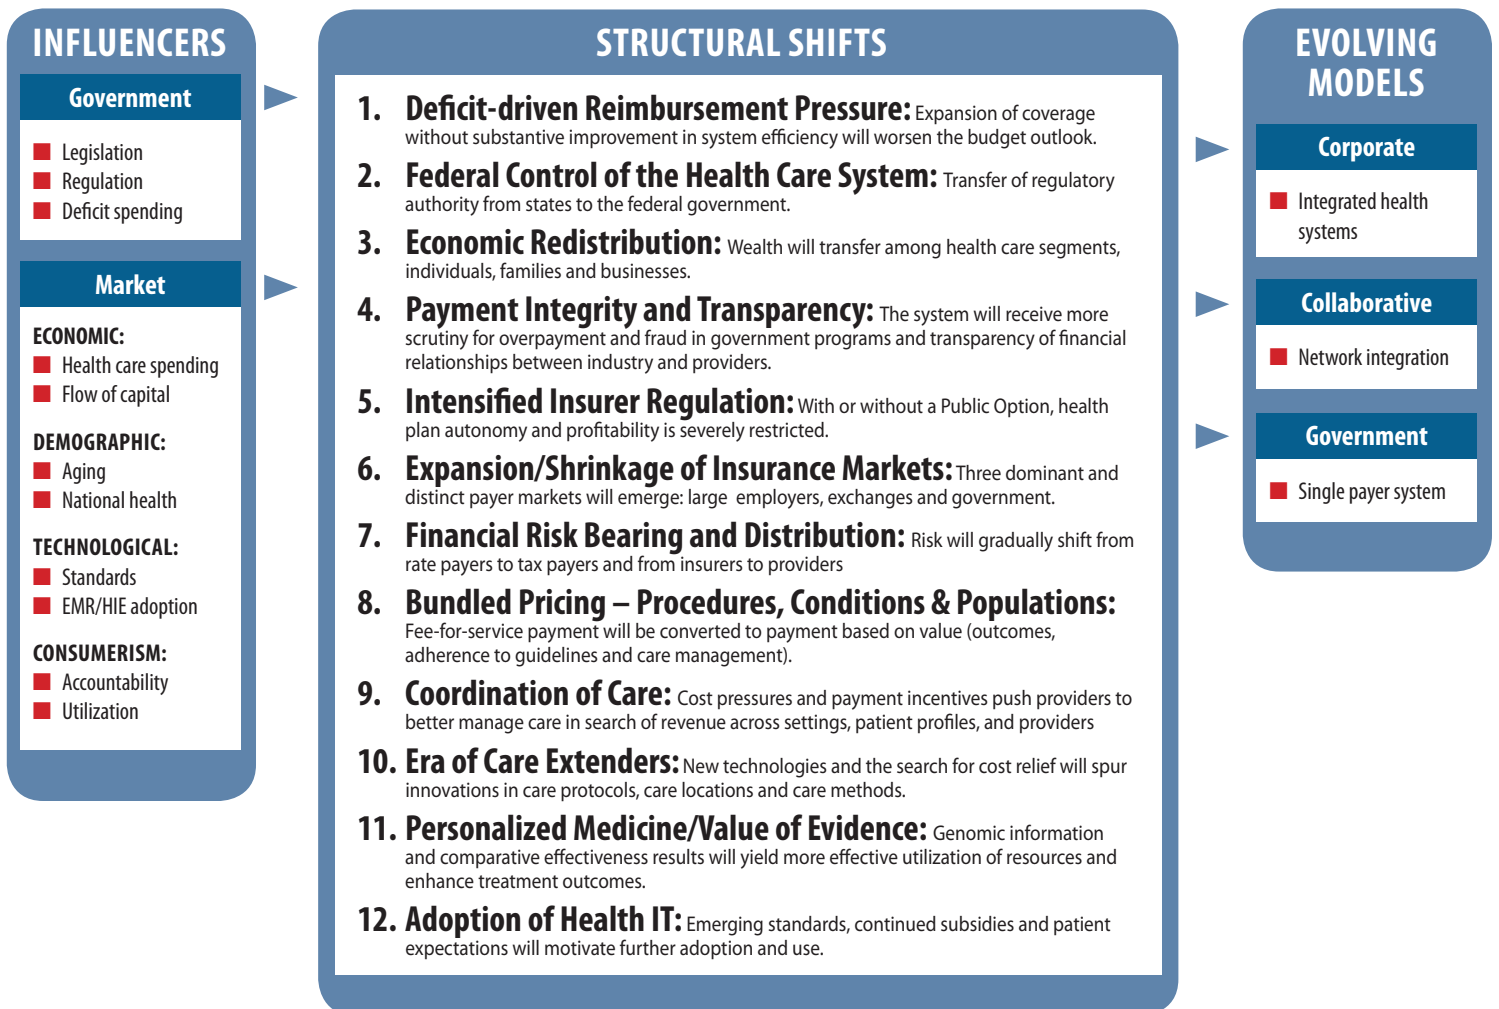 INFLUENCERS
Government
Legislation
Regulation
Deficit spending
Market
ECONOMIC:
Health care spending
Flow of capital
DEMOGRAPHIC:
Aging
National health
TECHNOLOGICAL:
Standards
EMR/HIE adoption
CONSUMERISM:
Accountability
Utilization
STRUCTURAL SHIFTS
1. Deficit-driven Reimbursement Pressure: Expansion of coverage
without substantive improvement in system efficiency will worsen the budget outlook.
2. Federal Control of the Health Care System: Transfer of regulatory
authority from states to the federal government.
3. Economic Redistribution: Wealth will transfer among health care segments,
individuals, families and businesses.
4. Payment Integrity and Transparency: The system will receive more
scrutiny for overpayment and fraud in government programs and transparency of financial
relationships between industry and providers.
5. Intensified Insurer Regulation: With or without a Public Option, health
plan autonomy and profitability is severely restricted.
6. Expansion/Shrinkage of Insurance Markets: Three dominant and
distinct payer markets will emerge: large employers, exchanges and government.
7. Financial Risk Bearing and Distribution: Risk will gradually shift from
rate payers to tax payers and from insurers to providers
8. Bundled Pricing – Procedures, Conditions & Populations:
Fee-for-service payment will be converted to payment based on value (outcomes,
adherence to guidelines and care management).
9. Coordination of Care: Cost pressures and payment incentives push providers to
better manage care in search of revenue across settings, patient profiles, and providers
10. Era of Care Extenders: New technologies and the search for cost relief will spur
innovations in care protocols, care locations and care methods.
11. Personalized Medicine/Value of Evidence: Genomic information
and comparative effectiveness results will yield more effective utilization of resources and
enhance treatment outcomes.
12. Adoption of Health IT: Emerging standards, continued subsidies and patient
expectations will motivate further adoption and use.
EVOLVING
MODELS
Corporate
Integrated health
systems
Collaborative
Network integration
Government
Single payer system